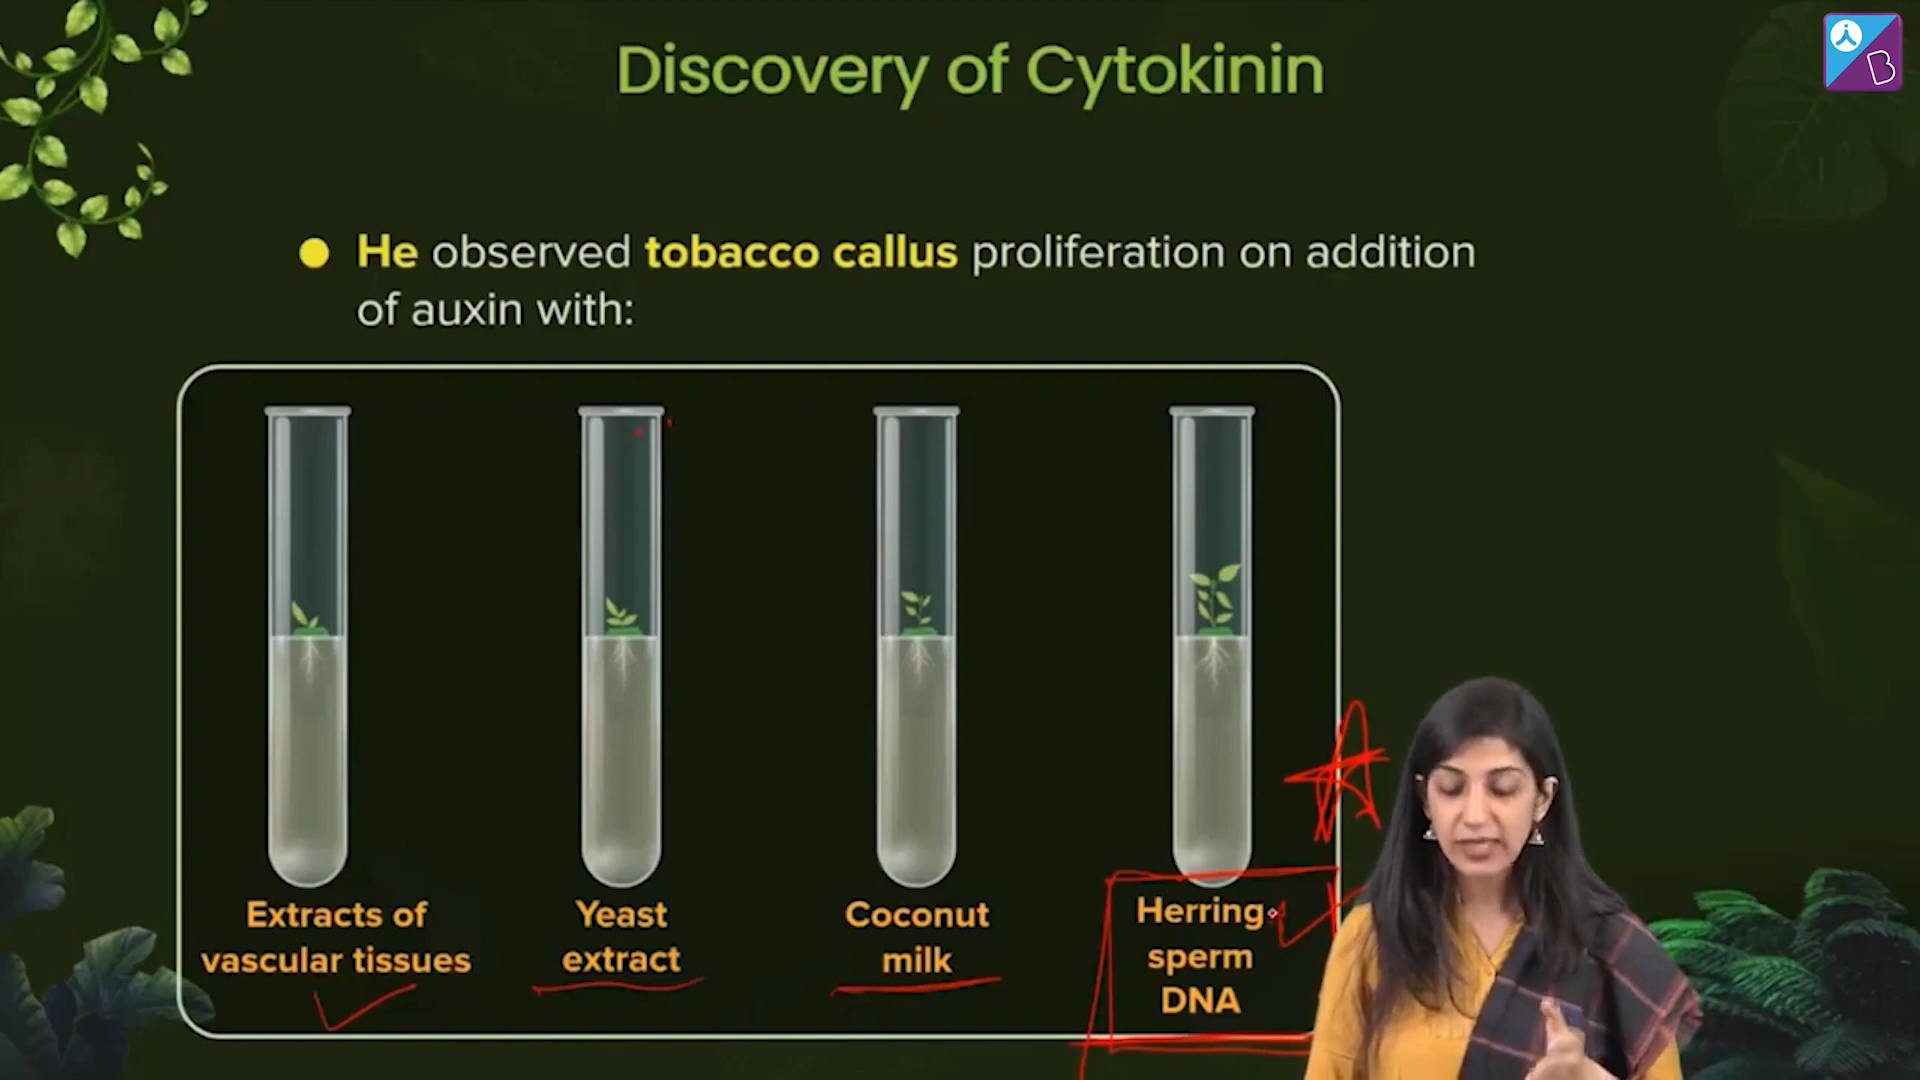 Discovery of Cytokinin
He observed tobacco callus proliferation on addition
of auxin with:
Extracts of
vascular tissues
Yeast
extract
Coconut
milk
Herring
sperm
DNA
B